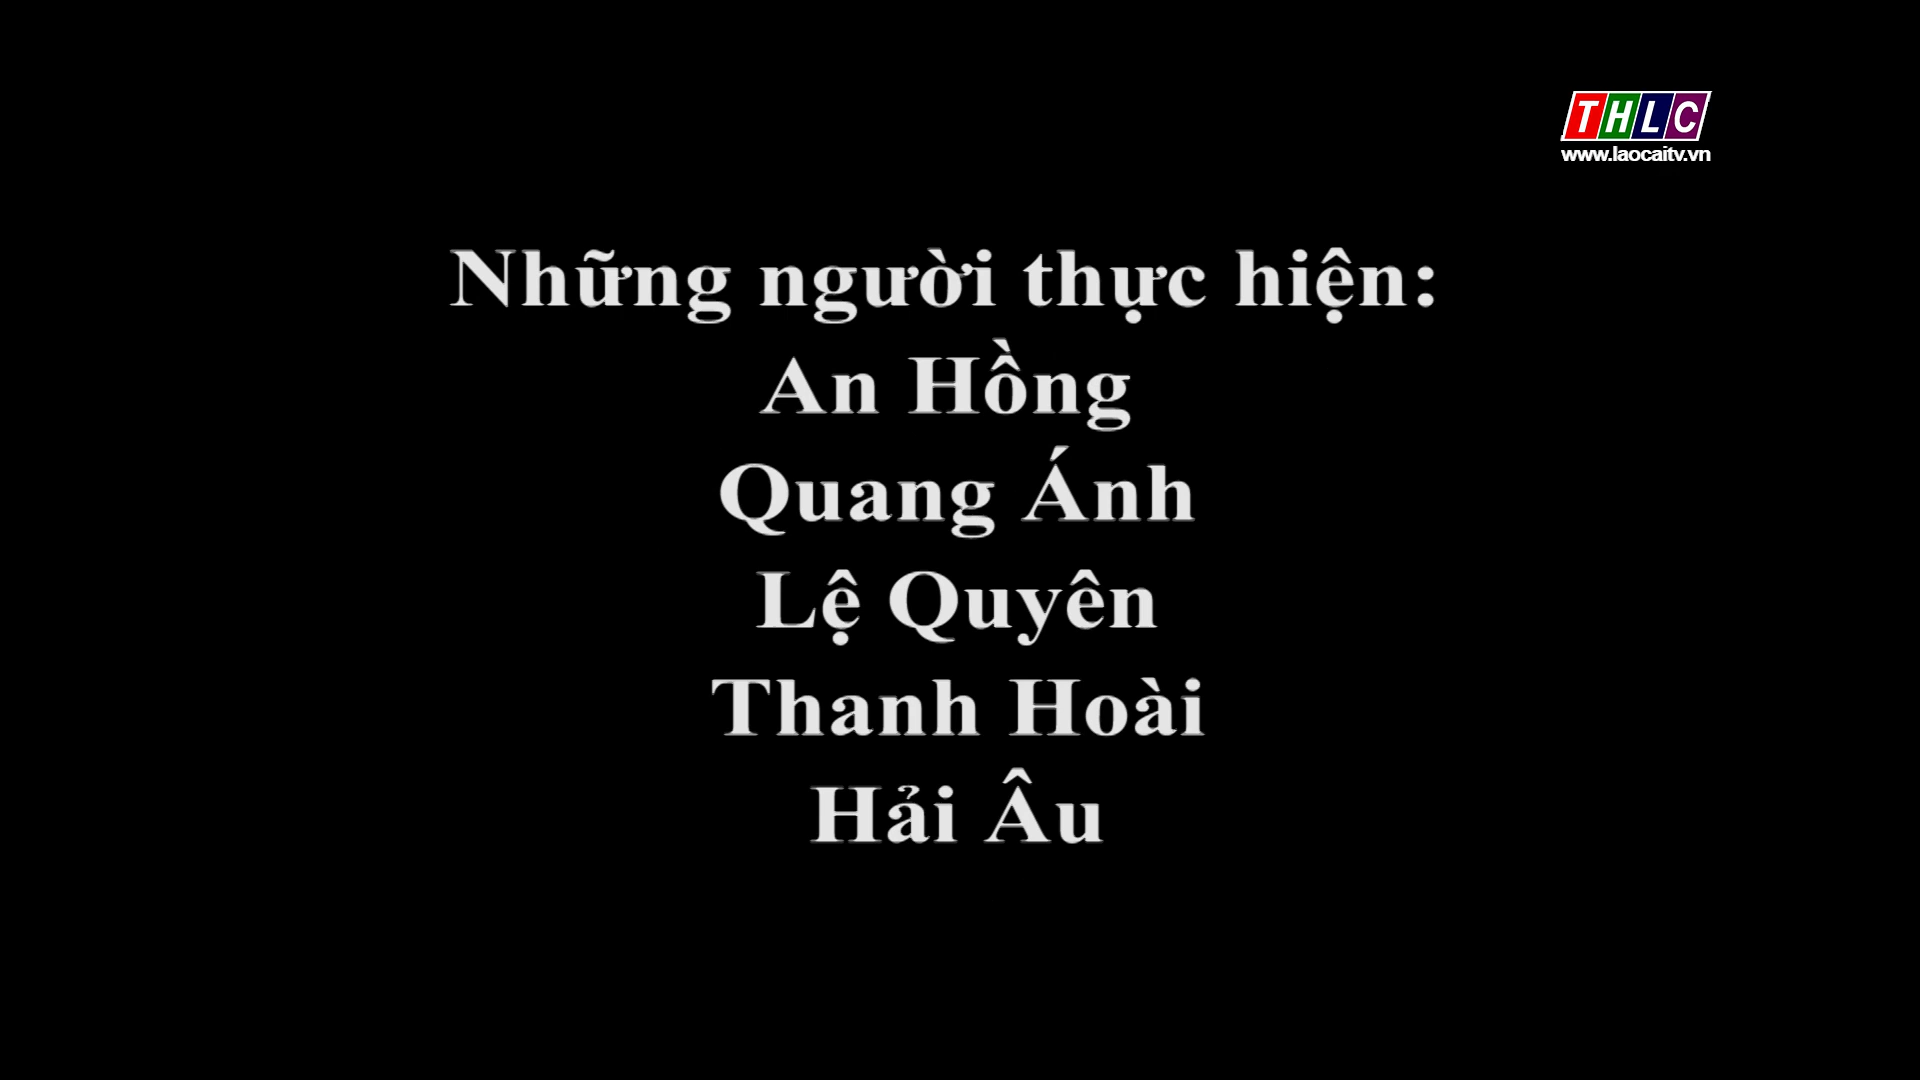 THLC
www.laocaitv.vn
Những người thực hiện:
An Hồng
Quang Ánh
Lệ Quyên
Thanh Hoài
Hải Âu